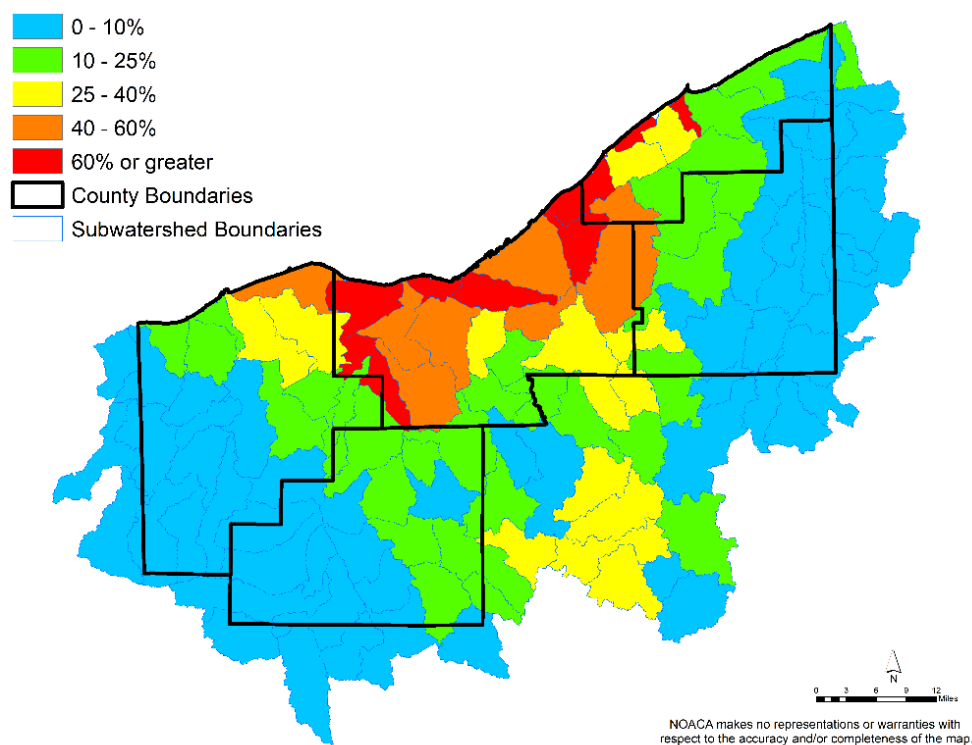 0 - 10%
10 - 25%
25 - 40%
40 - 60%
60% or greater
County Boundaries
Subwatershed Boundaries
N
0 3 6 9 12
Miles
NOACA makes no representations or warranties with
respect to the accuracy and/or completeness of the map.